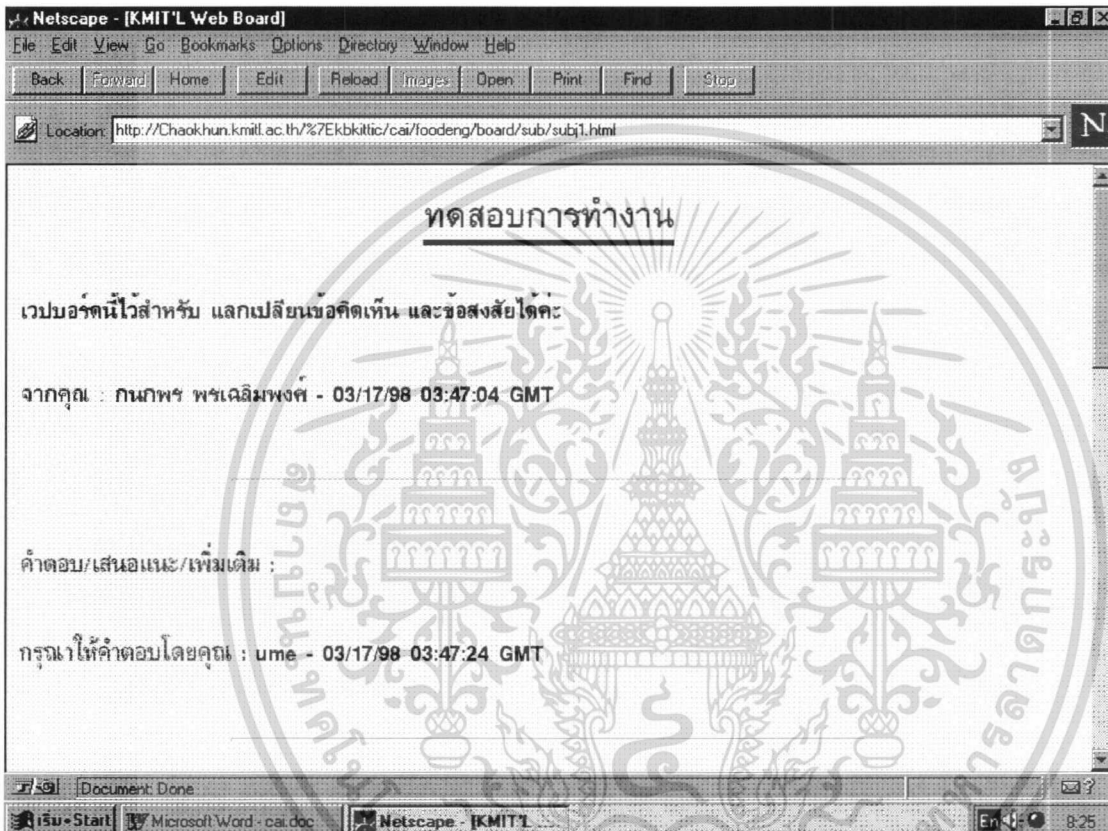 Netscape - [KMIT'L Web Board]
File Edit View Go Bookmarks Options Directory Window Help
Back Forward Home Edit Reload Images Open Print Find Stop
Location: http://Chaokhun.kmitl.ac.th/%7Ekbkittic/cai/foodeng/board/sub/subj1.html
N
ทดสอบการทำงาน
เวปบอร์ดนี้ไว้สำหรับ แลกเปลี่ยนข้อคิดเห็น และข้อสงสัยได้ค่ะ
จากคุณ : กนกพร พรเฉลิมพงศ์ - 03/17/98 03:47:04 GMT
คำตอบ/เสนอแนะ/เพิ่มเติม :
กรุณาให้คำตอบโดยคุณ : ume - 03/17/98 03:47:24 GMT
Document: Done
เริ่ม-Start Microsoft Word - cai.doc Netscape - [KMIT'L ... En 8:25